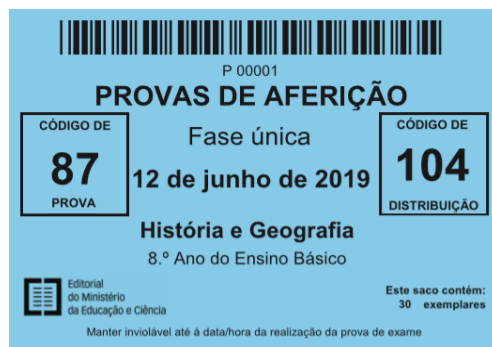 P 00001
PROVAS DE AFERIÇÃO
CÓDIGO DE
87
PROVA
Fase única
12 de junho de 2019
CÓDIGO DE
104
DISTRIBUIÇÃO
História e Geografia
8.º Ano do Ensino Básico
Editorial
do Ministério
da Educação e Ciência
Este saco contém:
30 exemplares
Manter inviolável até à data/hora da realização da prova de exame